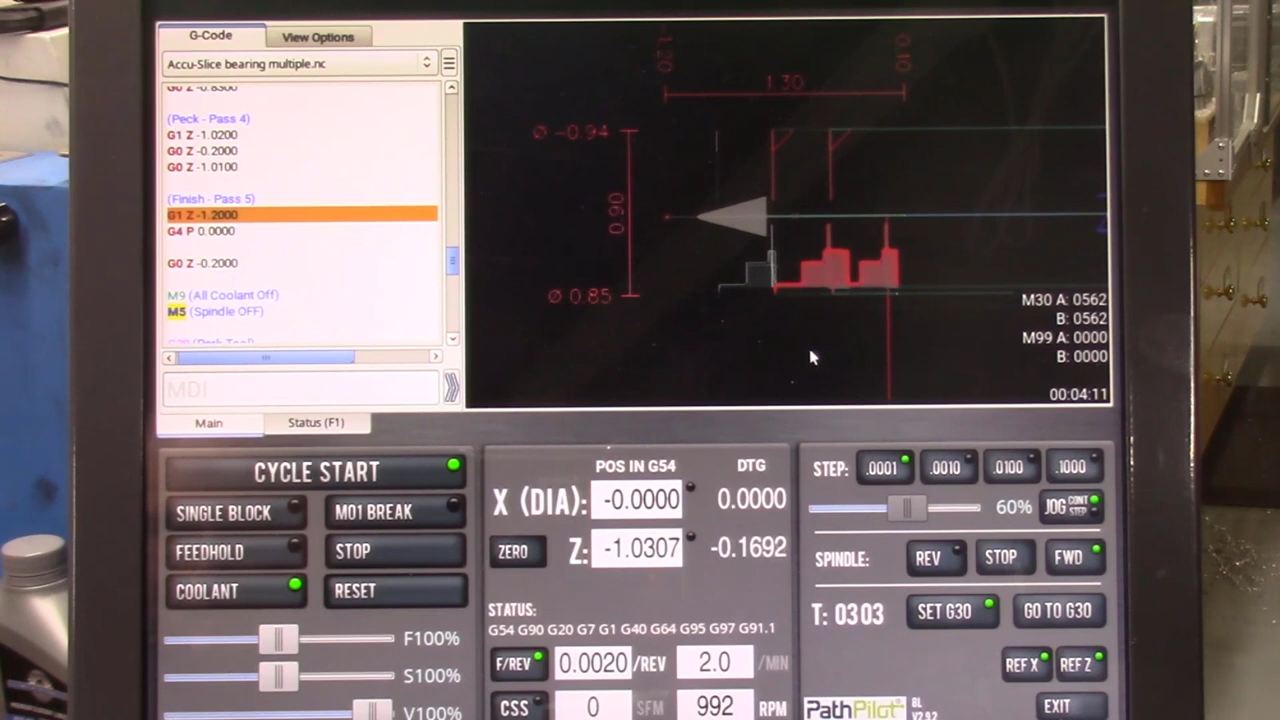 G-Code
View Options
Accu-Slice bearing multiple.nc
G0 Z -0.8300
(Peck - Pass 4)
G1 Z -1.0200
G0 Z -0.2000
G0 Z -1.0100
(Finish - Pass 5)
G1 Z -1.2000
G4 P 0.0000
G0 Z -0.2000
M9 (All Coolant Off)
M5 (Spindle OFF)
MDI
-1.20
0.10
1.30
Ø -0.94
0.90
Ø 0.85
Z
M30 A: 0562
B: 0562
M99 A: 0000
B: 0000
00:04:11
Main
Status (F1)
CYCLE START
SINGLE BLOCK
M01 BREAK
FEEDHOLD
STOP
COOLANT
RESET
F100%
S100%
V100%
POS IN G54
DTG
X (DIA): -0.0000 0.0000
ZERO
Z: -1.0307 -0.1692
STATUS:
G54 G90 G20 G7 G1 G40 G64 G95 G97 G91.1
F/REV 0.0020 /REV 2.0 /MIN
CSS 0 SFM 992 RPM
STEP: .0001 .0010 .0100 .1000
60%
JOG CONT STEP
SPINDLE: REV STOP FWD
T: 0303 SET G30 GO TO G30
REF X REF Z
PathPilot
EXIT